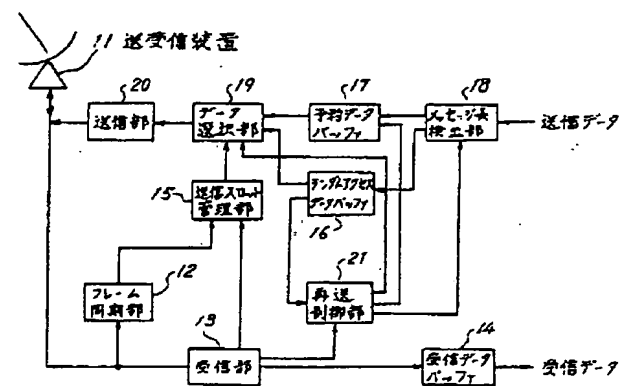 11 送受信装置
20
送信部
19
データ
選択部
17
予約データ
バッファ
18
メッセージ長
検工部
送信データ
15
送信スロット
管理部
ランダムアクセス
データバッファ
16
12
フレーム
同期部
21
再送
制御部
13
受信部
14
受信データ
バッファ
受信データ